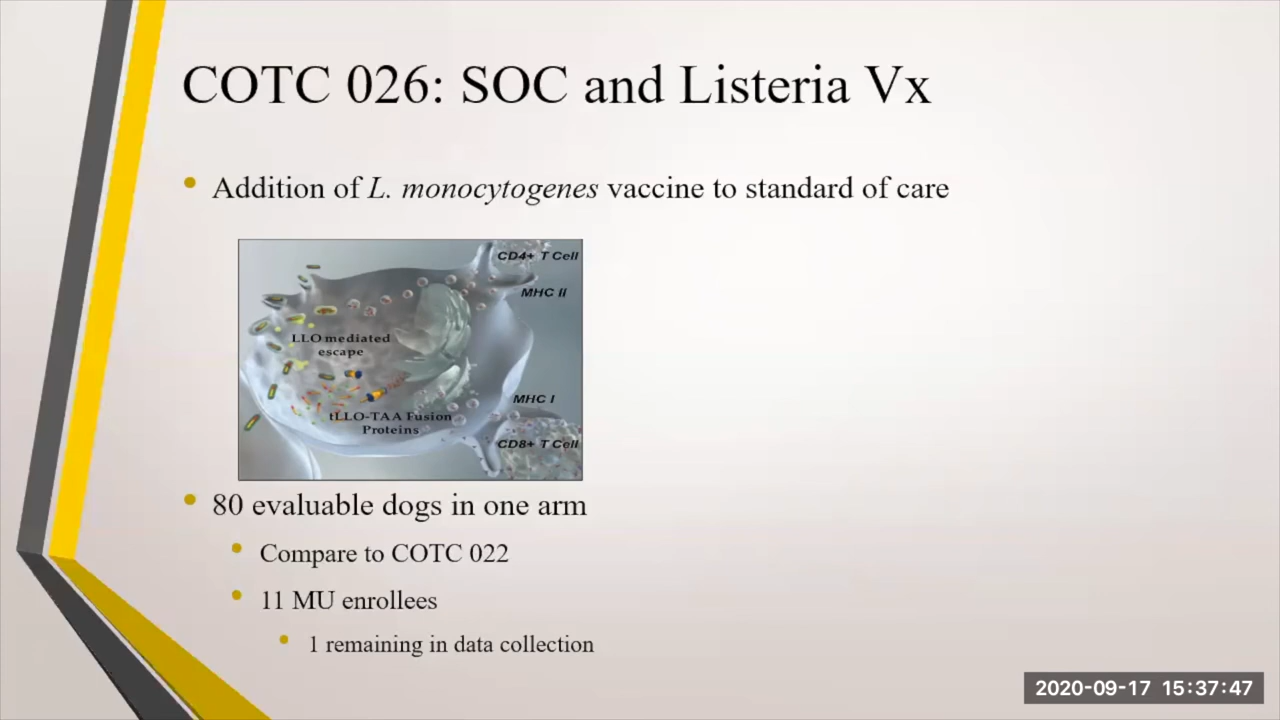 COTC 026: SOC and Listeria Vx
Addition of L. monocytogenes vaccine to standard of care
CD4+ T Cell
MHC II
LLO mediated
escape
MHC I
tLLO-TAA Fusion
Proteins
CD8+ T Cell
80 evaluable dogs in one arm
Compare to COTC 022
11 MU enrollees
1 remaining in data collection
2020-09-17 15:37:47